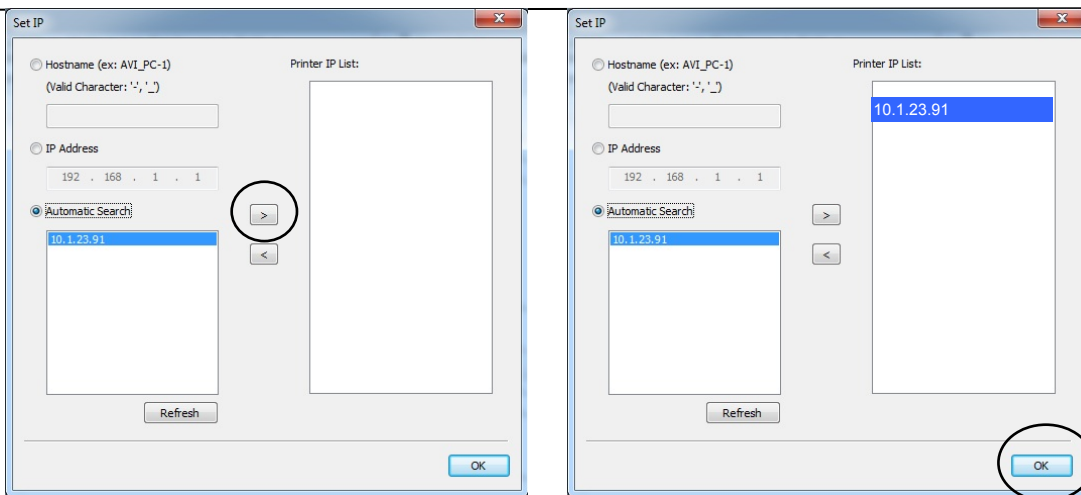 Set IP
Hostname (ex: AVI_PC-1)
(Valid Character: '-', '_')
IP Address
192 . 168 . 1 . 1
Automatic Search
10.1.23.91
Refresh
>
<
Printer IP List:
OK
Set IP
Hostname (ex: AVI_PC-1)
(Valid Character: '-', '_')
IP Address
192 . 168 . 1 . 1
Automatic Search
10.1.23.91
Refresh
>
<
Printer IP List:
10.1.23.91
OK